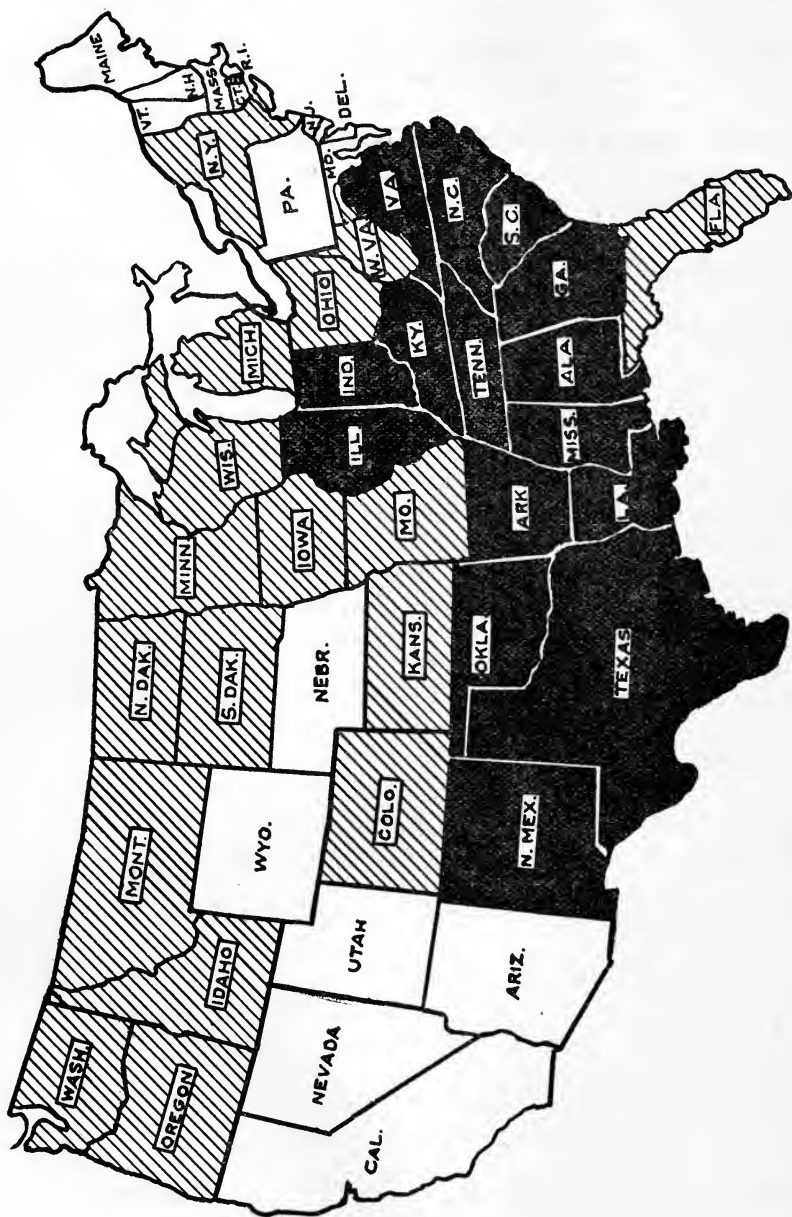 WASH.
OREGON
CAL.
NEVADA
IDAHO
MONT.
WYO.
UTAH
ARIZ.
N. DAK.
S. DAK.
NEBR.
COLO.
KANS.
N. MEX.
OKLA.
TEXAS
MINN
IOWA
MO.
ARK
LA.
WIS.
ILL
MICH
IND.
OHIO
KY.
TENN.
MISS.
ALA
GA.
FLA
S. C.
N.C.
VA
W. VA
PA.
N.Y.
MD.
DEL.
N.J.
VT.
N.H
MASS
CT.
R.I.
MAINE